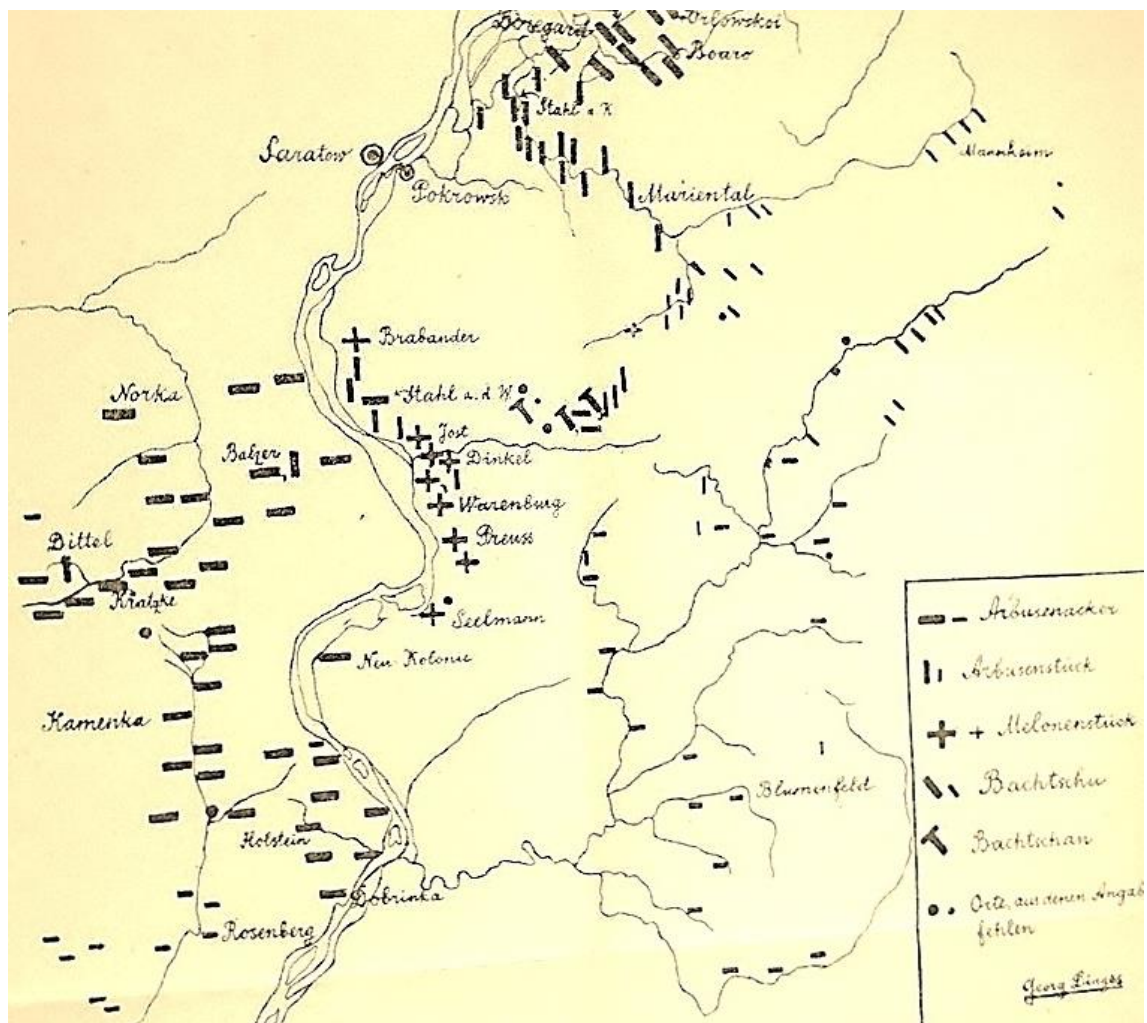 Boregard
Orlowskoi
Boaro
Stahl a. K
Saratow
Pokrowsk
Mariental
Mannheim
Brabander
Norka
Stahl a. d. W.
Jost
Balzer
Dinkel
Warenburg
Dittel
Preuss
Kratzke
Seelmann
Neu-Kolonie
Kamenka
Blumenfeld
Holstein
Dobrinka
Rosenberg
Arbusenacker
Arbusenstück
Melonenstück
Bachtschu
Bachtschan
Orte, aus denen Angab
fehlen
Georg Dinges